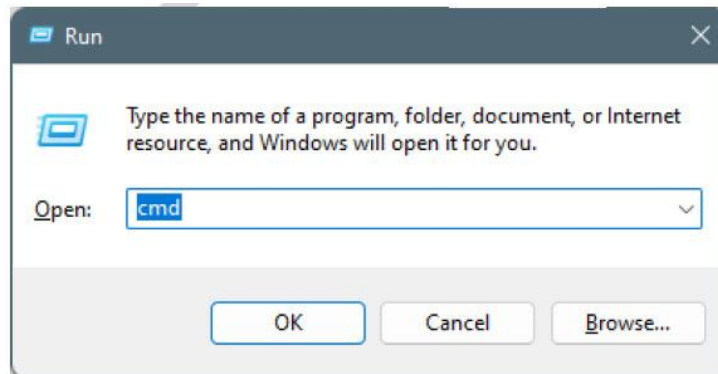 Run
Type the name of a program, folder, document, or Internet
resource, and Windows will open it for you.
Open: cmd
OK Cancel Browse...